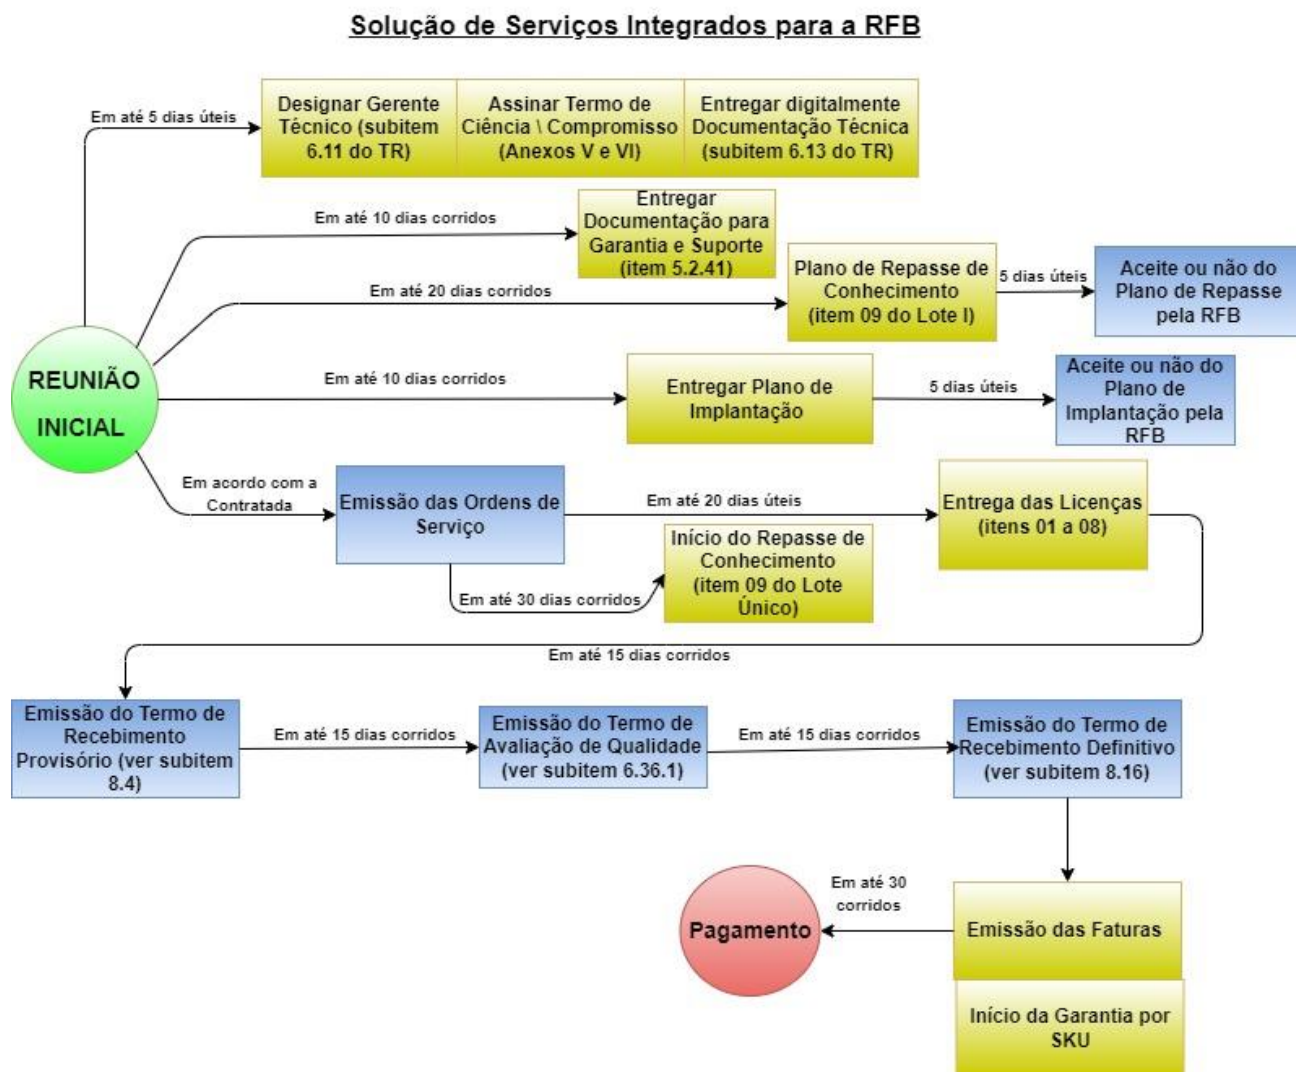 Solução de Serviços Integrados para a RFB
Em até 5 dias úteis
Designar Gerente
Técnico (subitem
6.11 do TR)
Assinar Termo de
Ciência \ Compromisso
(Anexos V e VI)
Entregar digitalmente
Documentação Técnica
(subitem 6.13 do TR)
Em até 10 dias corridos
Entregar
Documentação para
Garantia e Suporte
(item 5.2.41)
Em até 20 dias corridos
Plano de Repasse de
Conhecimento
(item 09 do Lote I)
5 dias úteis
Aceite ou não do
Plano de Repasse
pela RFB
REUNIÃO
INICIAL
Em até 10 dias corridos
Entregar Plano de
Implantação
5 dias úteis
Aceite ou não do
Plano de
Implantação pela
RFB
Em acordo com a
Contratada
Emissão das Ordens de
Serviço
Em até 20 dias úteis
Entrega das Licenças
(itens 01 a 08)
Em até 30 dias corridos
Início do Repasse de
Conhecimento
(item 09 do Lote
Único)
Em até 15 dias corridos
Emissão do Termo de
Recebimento
Provisório (ver subitem
8.4)
Em até 15 dias corridos
Emissão do Termo de
Avaliação de Qualidade
(ver subitem 6.36.1)
Em até 15 dias corridos
Emissão do Termo de
Recebimento Definitivo
(ver subitem 8.16)
Pagamento
Em até 30
corridos
Emissão das Faturas
Início da Garantia por
SKU